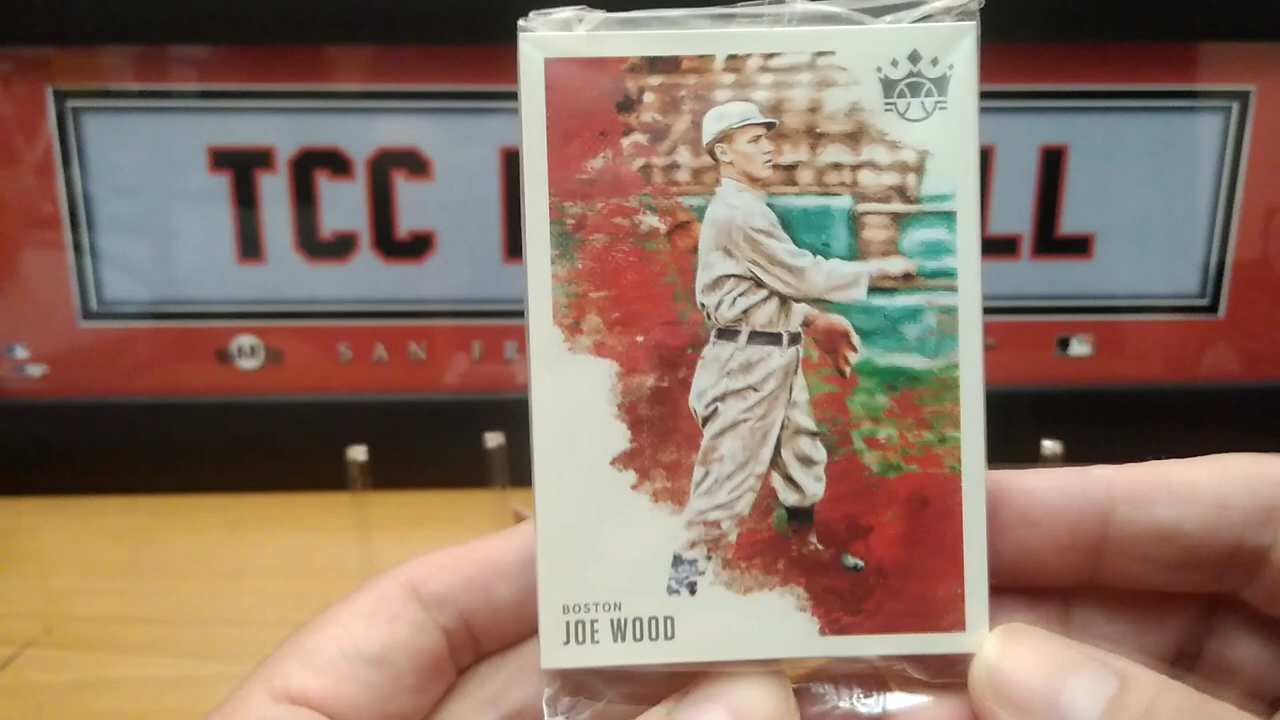 TCC
LL
SAN FR
BOSTON
JOE WOOD